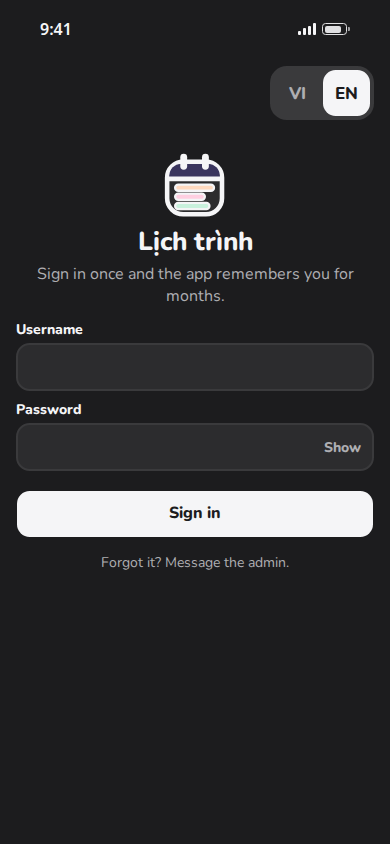 9:41
VI EN
Lịch trình
Sign in once and the app remembers you for
months.
Username
Password
Show
Sign in
Forgot it? Message the admin.